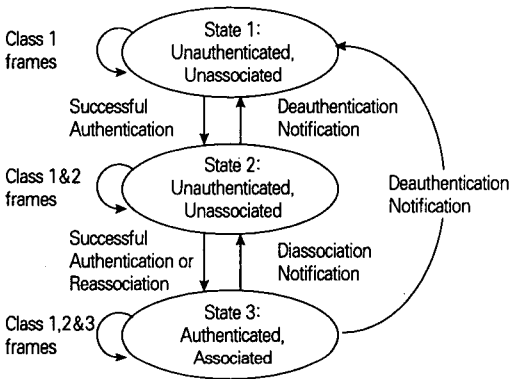 Class 1
frames
State 1:
Unauthenticated,
Unassociated
Successful
Authentication
Deauthentication
Notification
Class 1&2
frames
State 2:
Unauthenticated,
Unassociated
Deauthentication
Notification
Successful
Authentication or
Reassociation
Diassociation
Notification
Class 1,2&3
frames
State 3:
Authenticated,
Associated